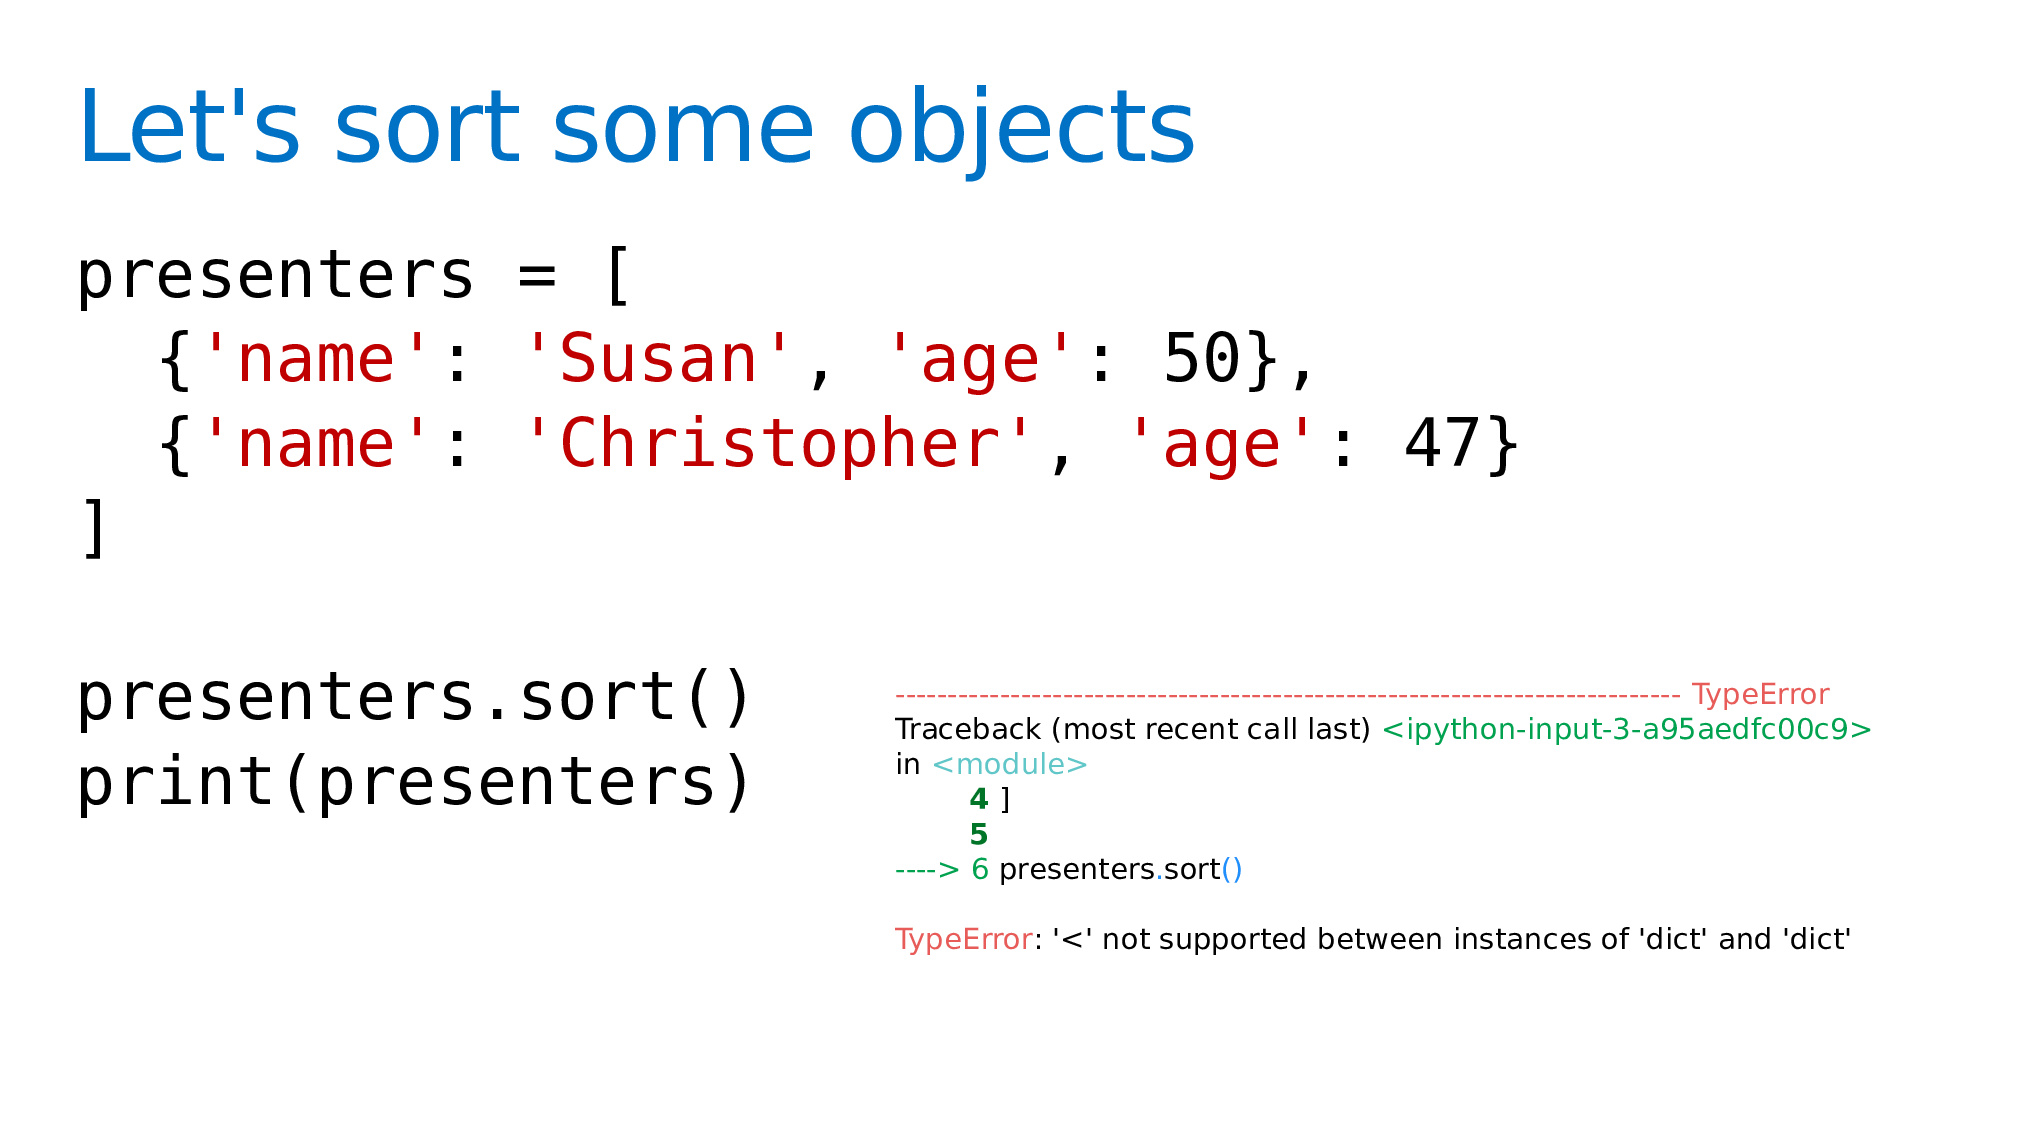 Let's sort some objects
presenters = [
  {'name': 'Susan', 'age': 50},
  {'name': 'Christopher', 'age': 47}
]
presenters.sort()
print(presenters)
--------------------------------------------------------------------------- TypeError
Traceback (most recent call last) <ipython-input-3-a95aedfc00c9>
in <module>
4 ]
5
----> 6 presenters.sort()
TypeError: '<' not supported between instances of 'dict' and 'dict'